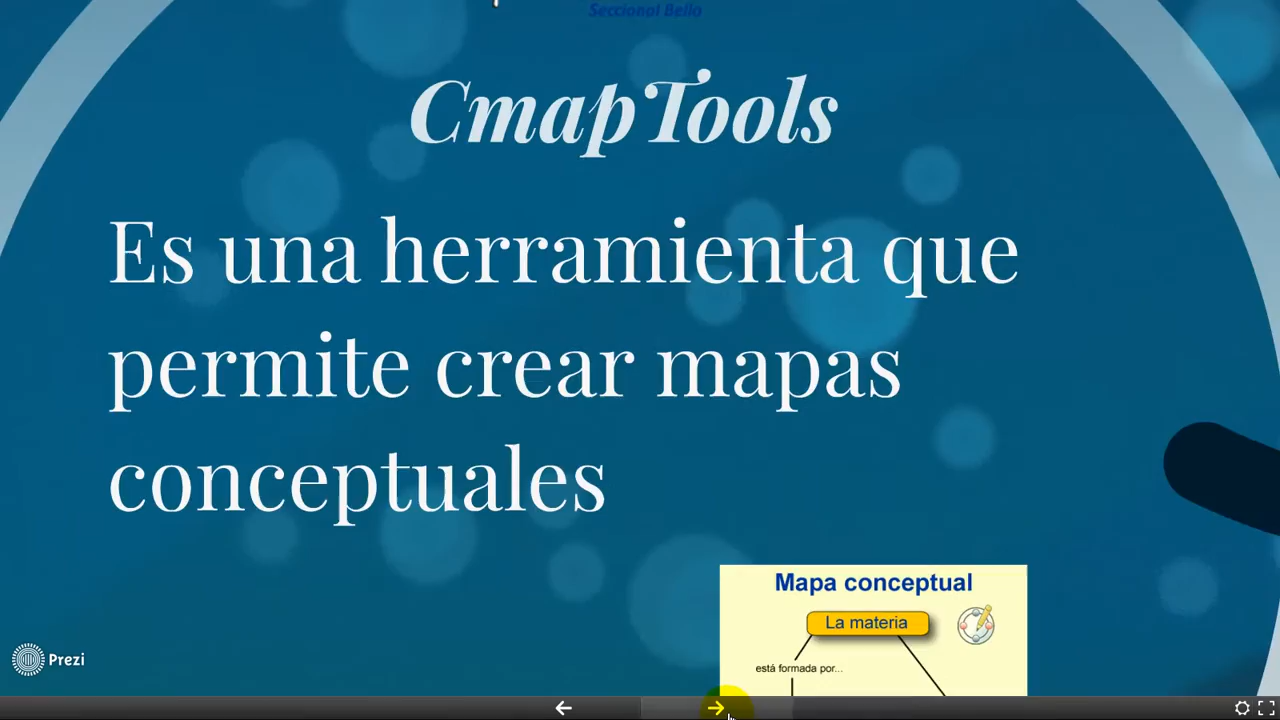 Seccional Bello
CmapTools
Es una herramienta que
permite crear mapas
conceptuales
Mapa conceptual
La materia
está formada por...
Prezi